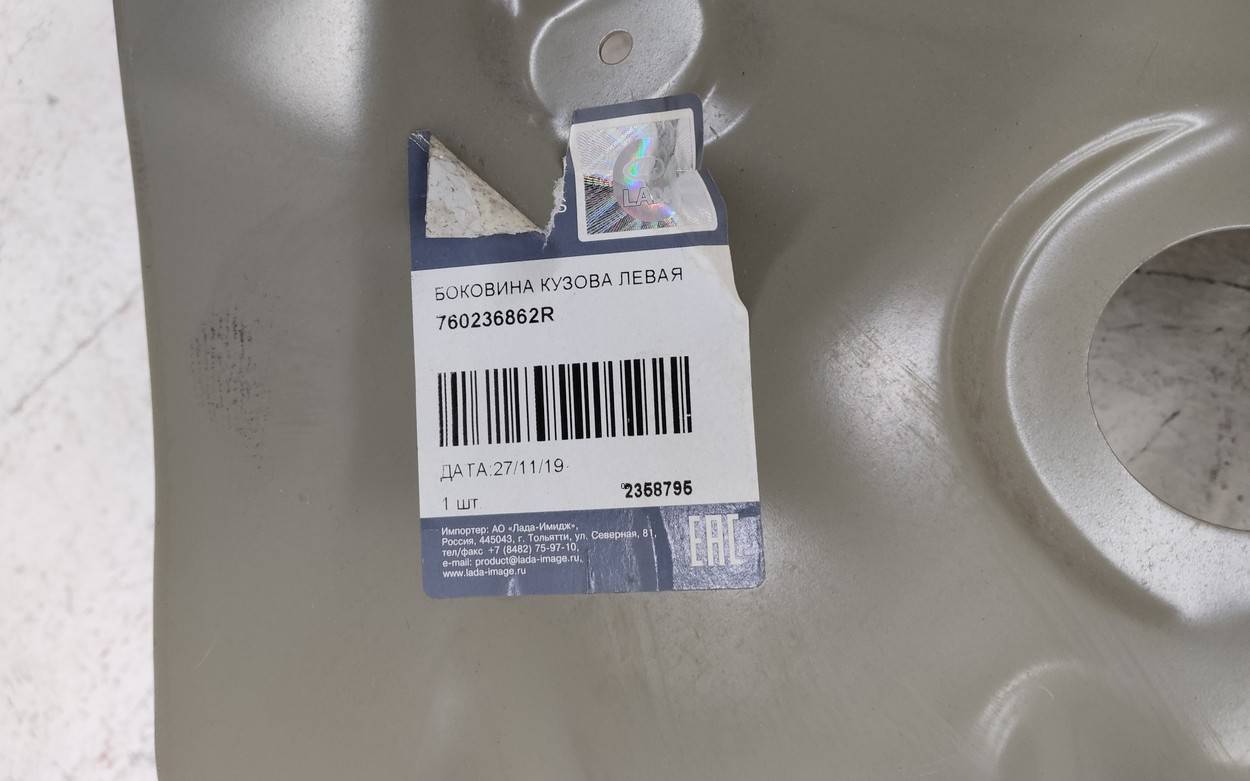 LADA
БОКОВИНА КУЗОВА ЛЕВАЯ
760236862R
ДАТА:27/11/19
1 шт.
2358795
Импортер: АО «Лада-Имидж»,
Россия, 445043, г. Тольятти, ул. Северная, 81,
тел/факс +7 (8482) 75-97-10,
e-mail: product@lada-image.ru,
www.lada-image.ru
EAC